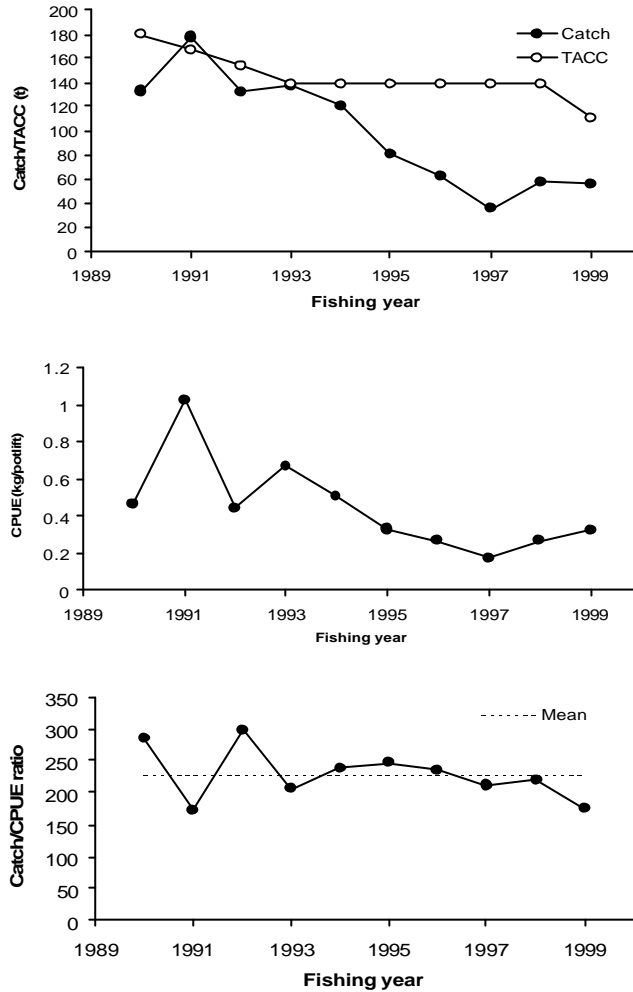 200
180
160
140
120
100
80
60
40
20
0
Catch/TACC (t)
Catch
TACC
1989 1991 1993 1995 1997 1999
Fishing year
1.2
1
0.8
0.6
0.4
0.2
0
CPUE(kg/potlift)
1989 1991 1993 1995 1997 1999
Fishing year
350
300
250
200
150
100
50
0
Catch/CPUE ratio
Mean
1989 1991 1993 1995 1997 1999
Fishing year